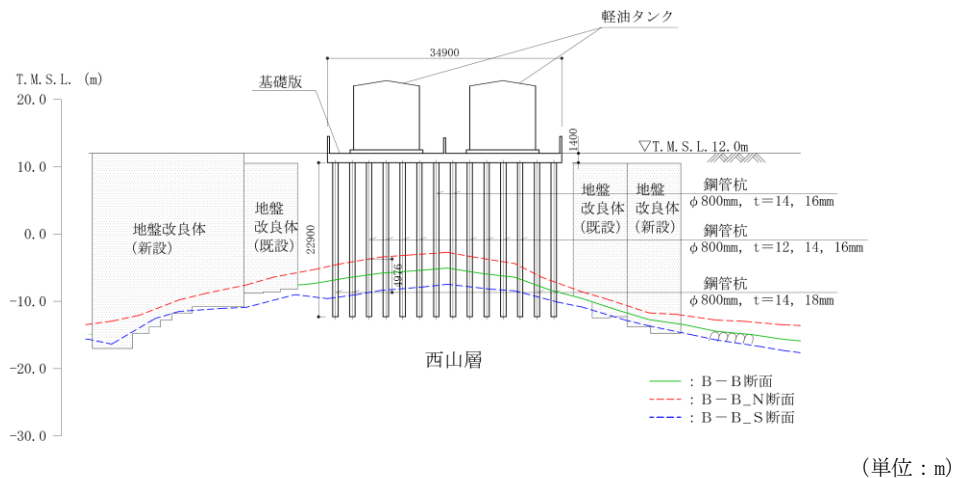 軽油タンク
34900
T.M.S.L. (m)
基礎版
20.0
1400
▽T.M.S.L.12.0m
10.0
鋼管杭
φ800mm, t=14, 16mm
地盤
改良体
(既設)
地盤
改良体
(新設)
地盤
改良体
(既設)
地盤改良体
(新設)
0.0
22900
鋼管杭
φ800mm, t=12, 14, 16mm
4976
鋼管杭
φ800mm, t=14, 18mm
-10.0
西山層
-20.0
:B-B断面
:B-B_N断面
:B-B_S断面
-30.0
(単位:m)